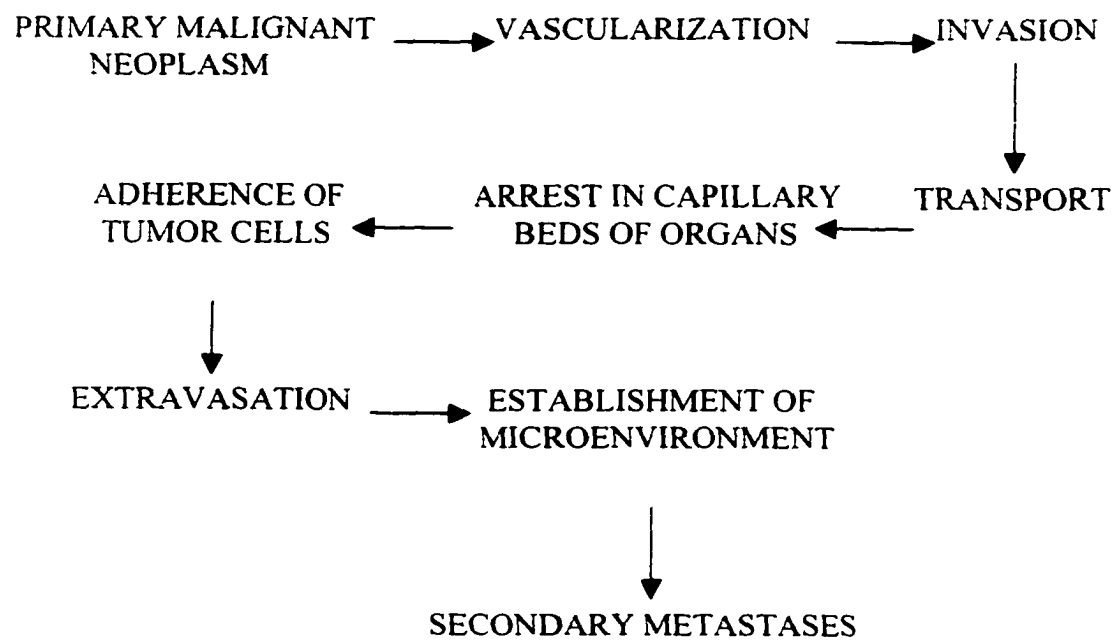 PRIMARY MALIGNANT
NEOPLASM
VASCULARIZATION
INVASION
TRANSPORT
ARREST IN CAPILLARY
BEDS OF ORGANS
ADHERENCE OF
TUMOR CELLS
EXTRAVASATION
ESTABLISHMENT OF
MICROENVIRONMENT
SECONDARY METASTASES